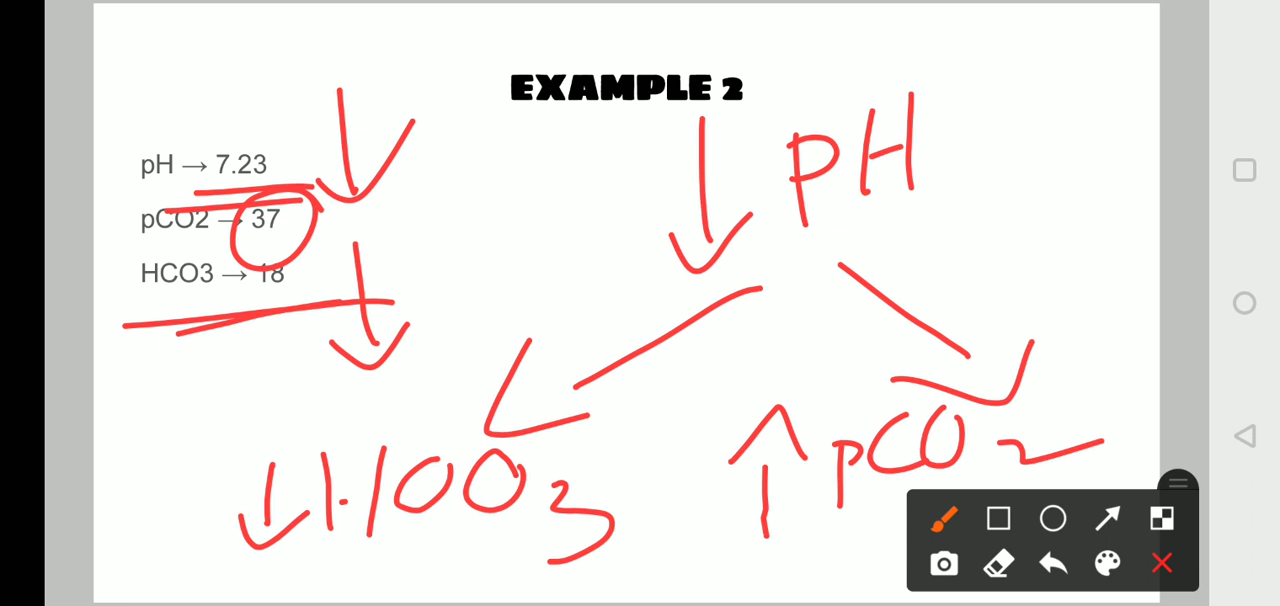 EXAMPLE 2
pH → 7.23
pCO2 → 37
HCO3 → 18
↓ pH
↓ HCO3
↑ pCO2